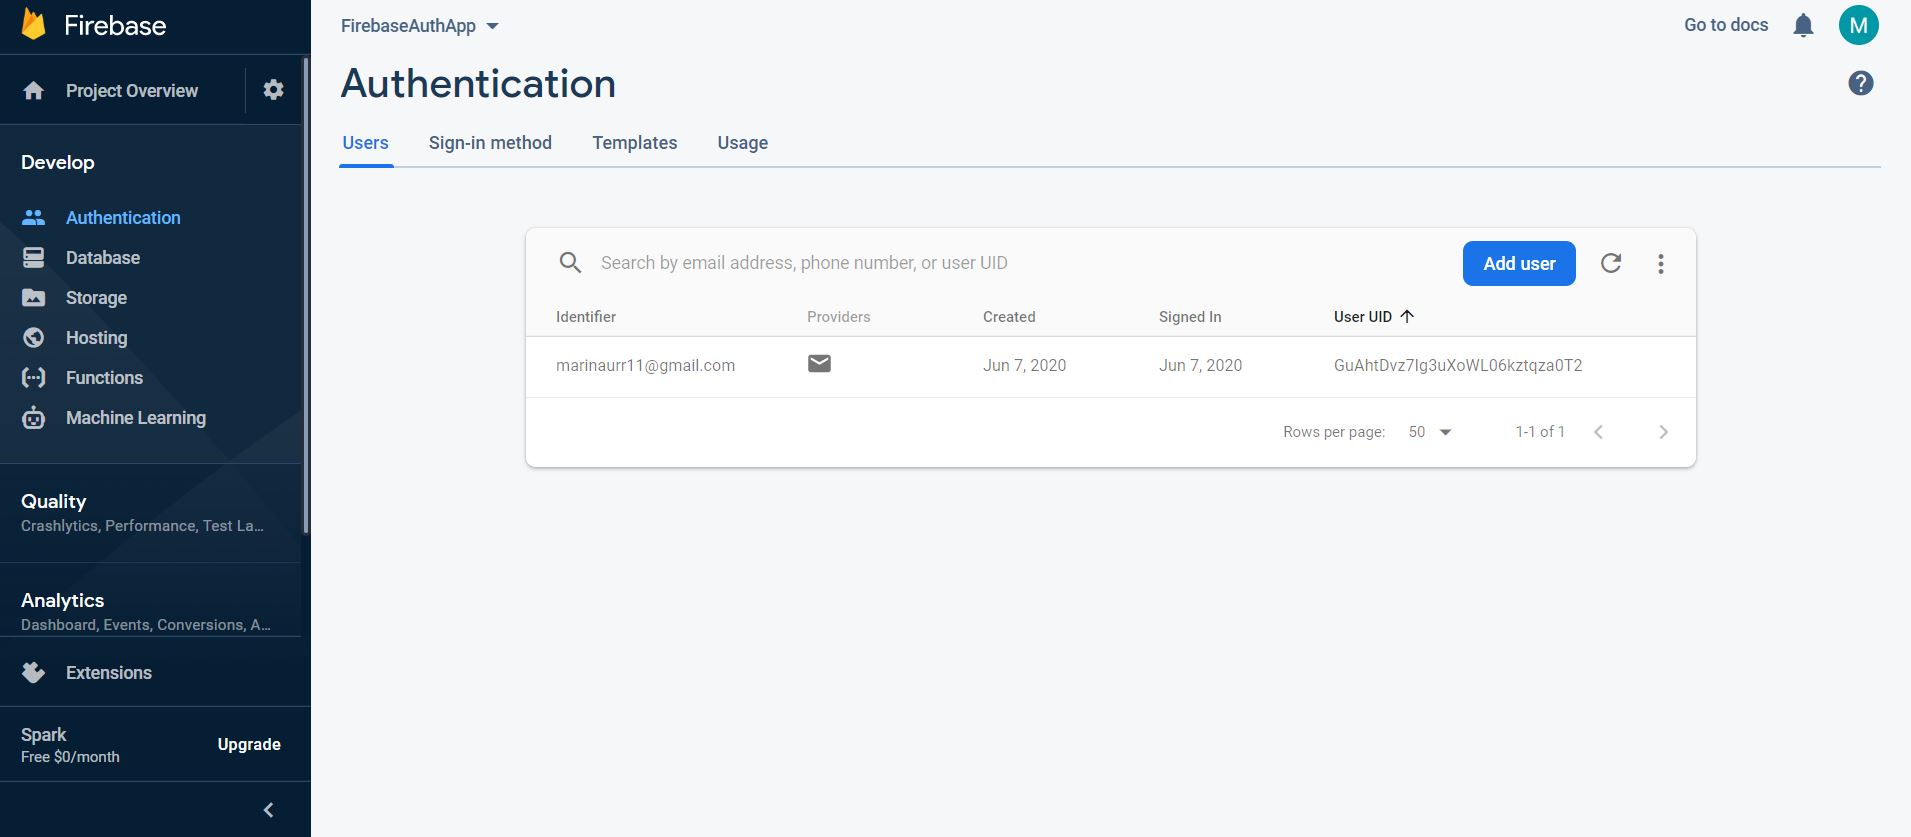 Firebase
Project Overview
Develop
Authentication
Database
Storage
Hosting
Functions
Machine Learning
Quality
Crashlytics, Performance, Test La...
Analytics
Dashboard, Events, Conversions, A...
Extensions
Spark
Free $0/month
Upgrade
FirebaseAuthApp
Go to docs
M
Authentication
?
Users Sign-in method Templates Usage
Search by email address, phone number, or user UID
Add user
Identifier Providers Created Signed In User UID
marinaurr11@gmail.com Jun 7, 2020 Jun 7, 2020 GuAhtDvz7Ig3uXoWL06kztqza0T2
Rows per page: 50 1-1 of 1